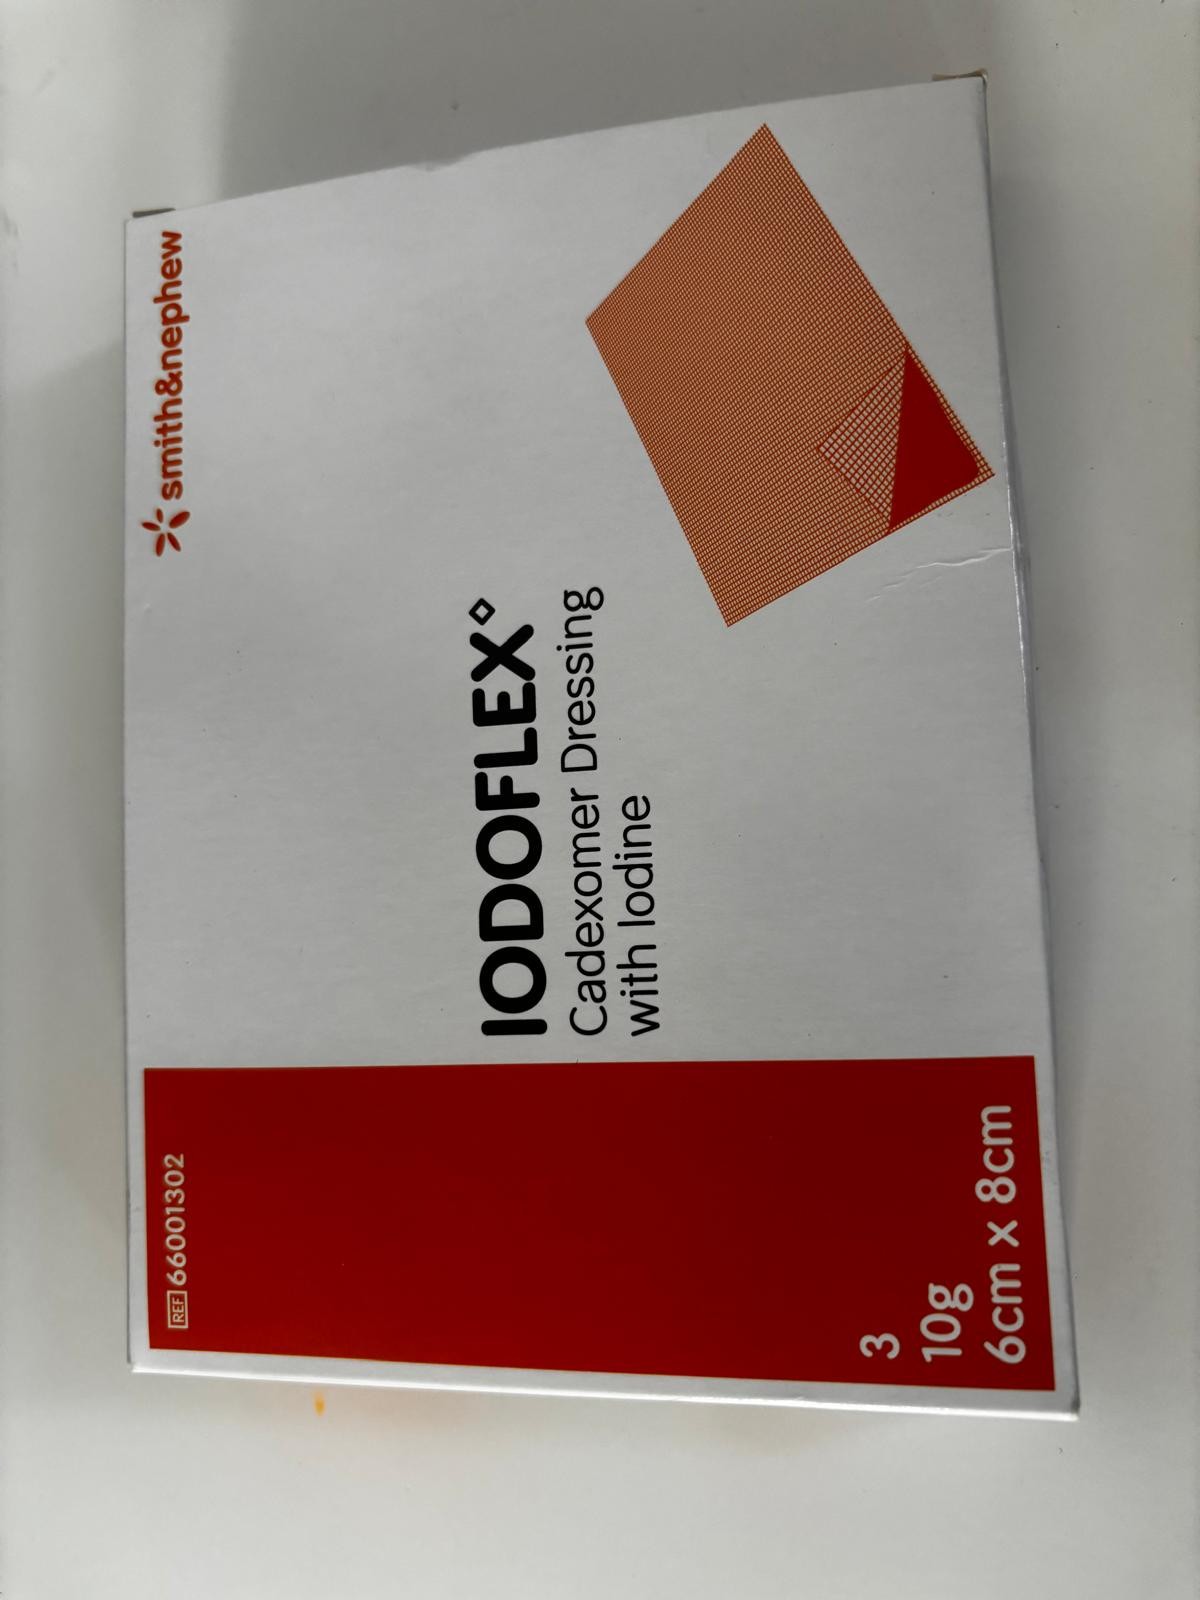 smith&nephew
IODOFLEX◊
Cadexomer Dressing
with Iodine
REF 66001302
3
10g
6cm x 8cm